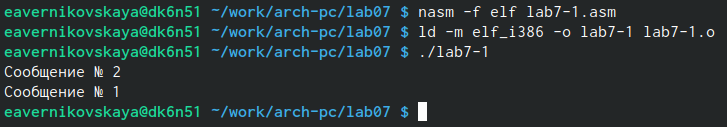 eavernikovskaya@dk6n51 ~/work/arch-pc/lab07 $ nasm -f elf lab7-1.asm
eavernikovskaya@dk6n51 ~/work/arch-pc/lab07 $ ld -m elf_i386 -o lab7-1 lab7-1.o
eavernikovskaya@dk6n51 ~/work/arch-pc/lab07 $ ./lab7-1
Сообщение № 2
Сообщение № 1
eavernikovskaya@dk6n51 ~/work/arch-pc/lab07 $